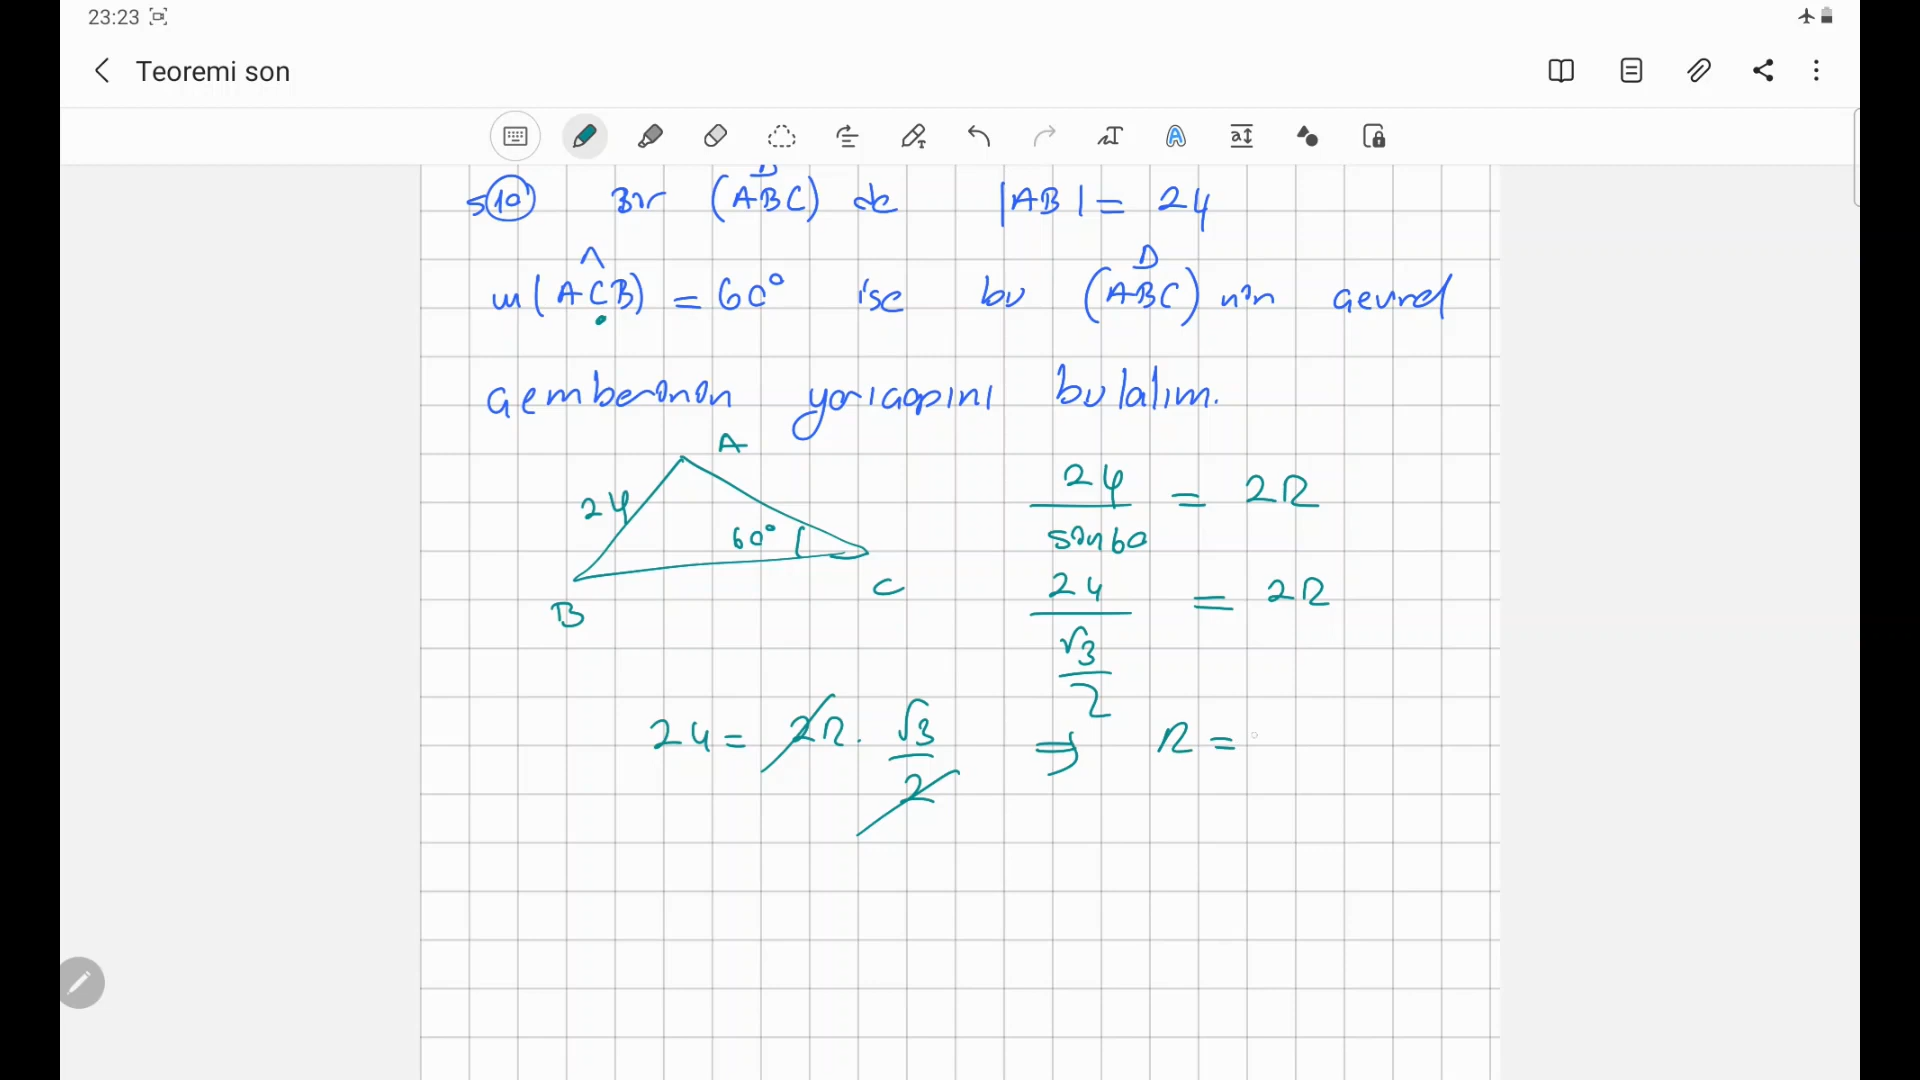 23:23
Teoremi son
S10 Bir (ABC) de |AB| = 24
m(ACB) = 60° ise bu (ABC) nin çevrel
çemberinin yarıçapını bulalım.
A
24
60°
B
C
24/sin60 = 2R
24/(√3/2) = 2R
24 = 2R. √3/2 ⇒ R =